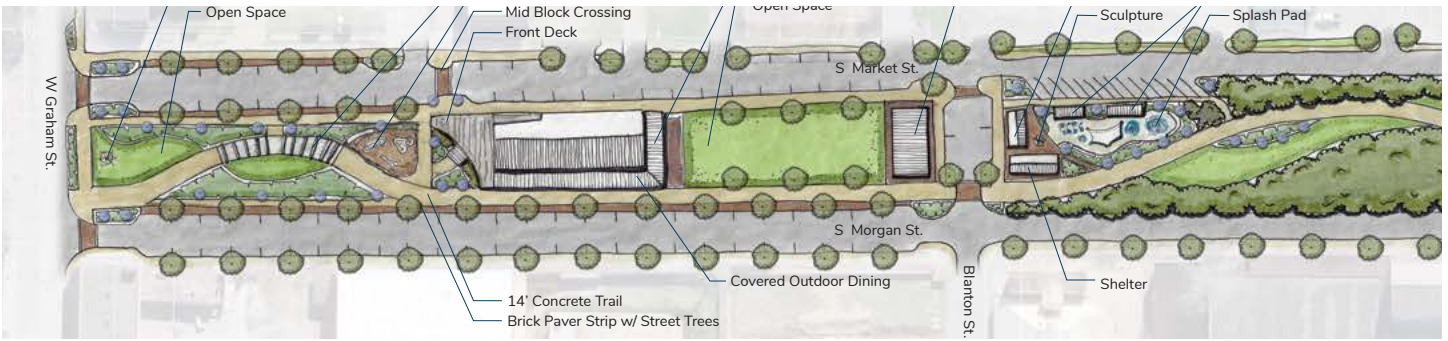 Open Space
Mid Block Crossing
Front Deck
Open Space
Sculpture
Splash Pad
S Market St.
W Graham St.
S Morgan St.
Covered Outdoor Dining
Shelter
Blanton St.
14' Concrete Trail
Brick Paver Strip w/ Street Trees